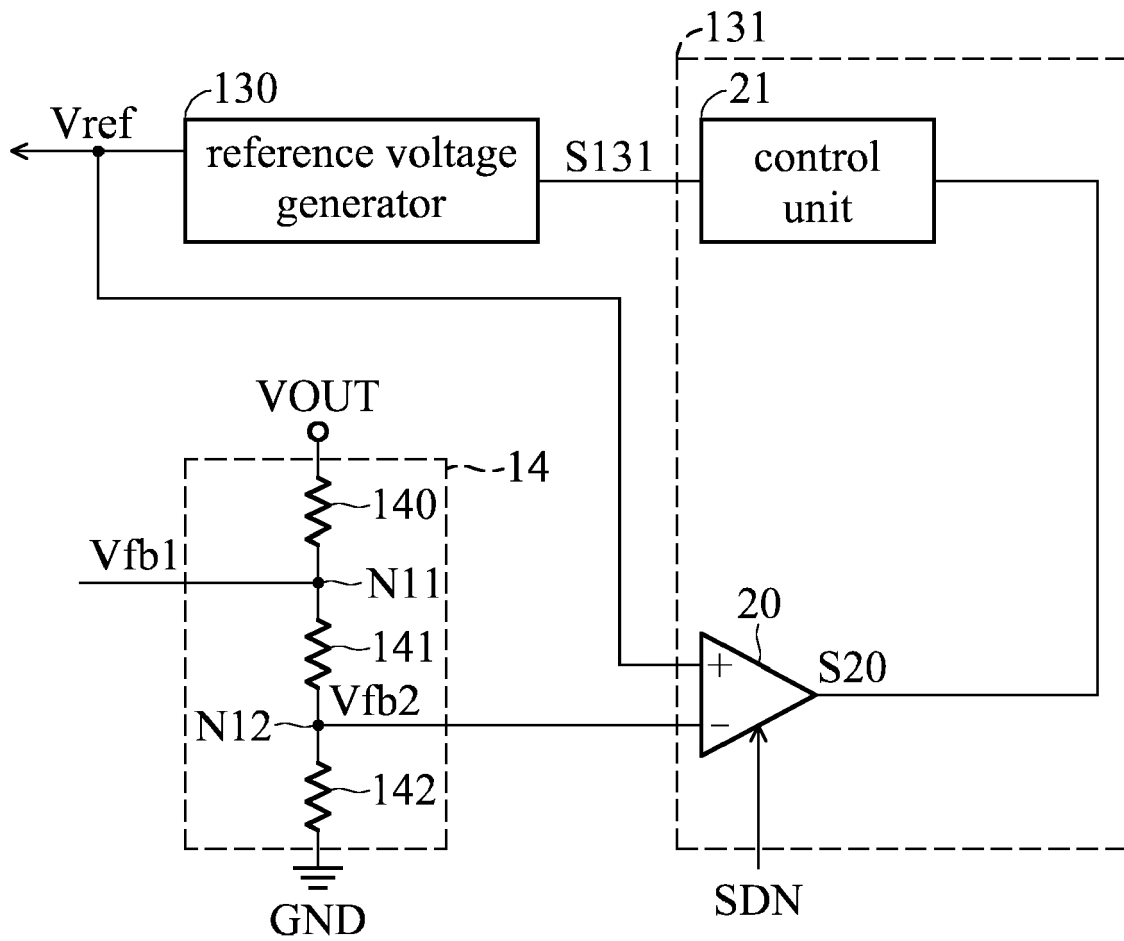 131
130
21
Vref
reference voltage
generator
S131
control
unit
VOUT
14
140
Vfb1
N11
20
141
+
S20
Vfb2
N12
−
142
SDN
GND